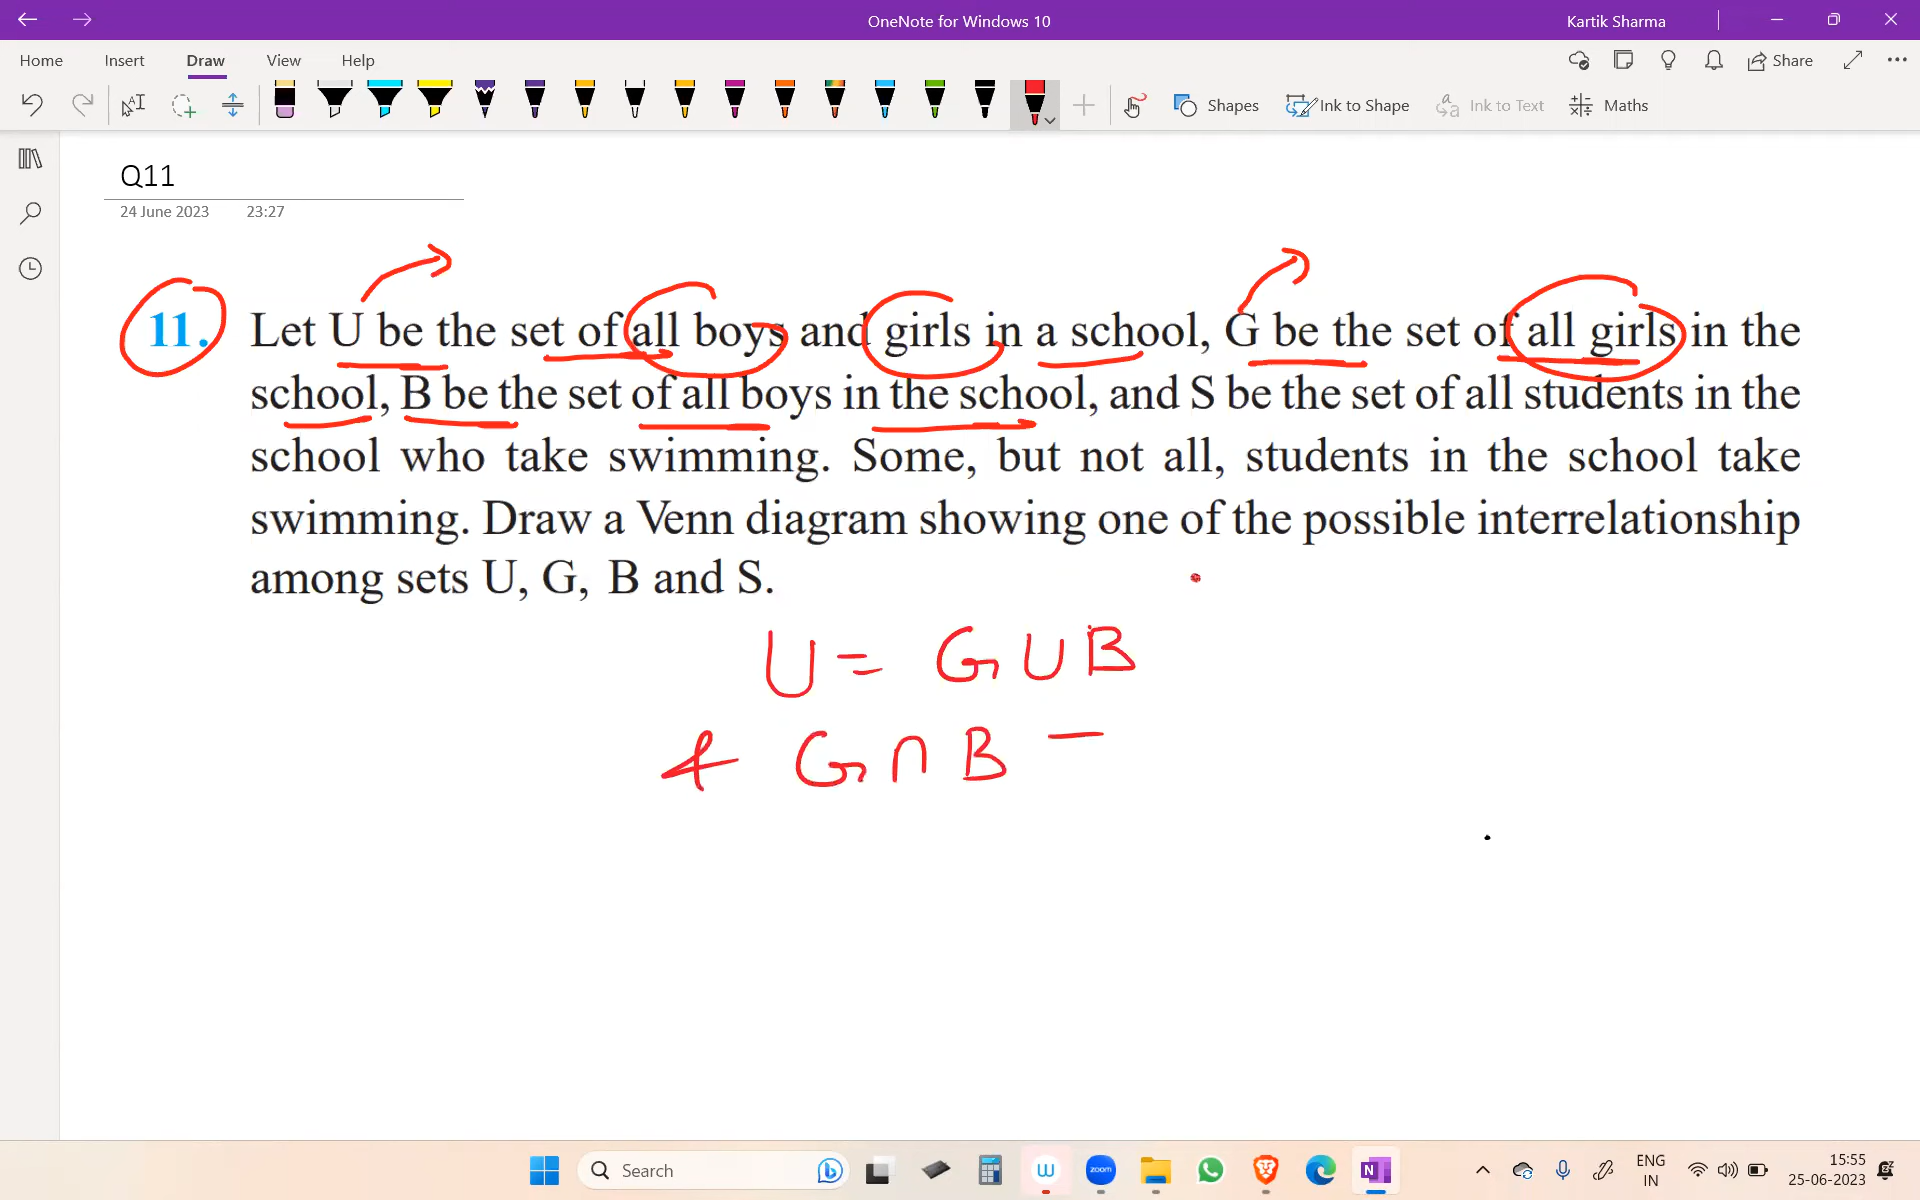 OneNote for Windows 10
Kartik Sharma
Home Insert Draw View Help
Share
Shapes Ink to Shape Ink to Text Maths
Q11
24 June 2023 23:27
11. Let U be the set of all boys and girls in a school, G be the set of all girls in the
school, B be the set of all boys in the school, and S be the set of all students in the
school who take swimming. Some, but not all, students in the school take
swimming. Draw a Venn diagram showing one of the possible interrelationship
among sets U, G, B and S.
U = G ∪ B
& G ∩ B –
Search
zoom
ENG
IN
15:55
25-06-2023